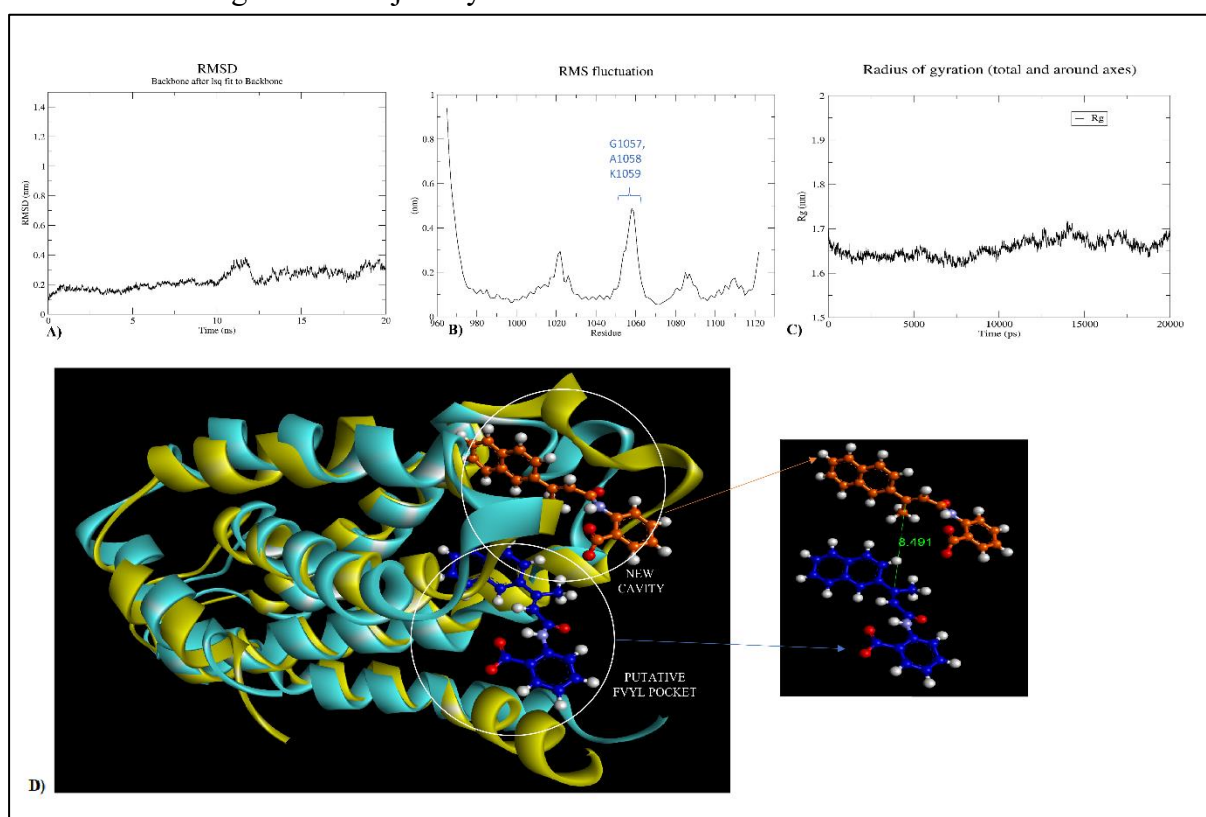 RMSD
Backbone after lsq fit to Backbone
1.4
1.2
1
0.8
0.6
0.4
0.2
0
RMSD (nm)
0
5
10
15
20
Time (ns)
A)
RMS fluctuation
1
0.8
0.6
0.4
0.2
0
(nm)
G1057,
A1058
K1059
960
980
1000
1020
1040
1060
1080
1100
1120
Residue
B)
Radius of gyration (total and around axes)
Rg
2
1.9
1.8
1.7
1.6
1.5
Rg (nm)
0
5000
10000
15000
20000
Time (ps)
C)
NEW
CAVITY
PUTATIVE
FVYL POCKET
8.491
D)